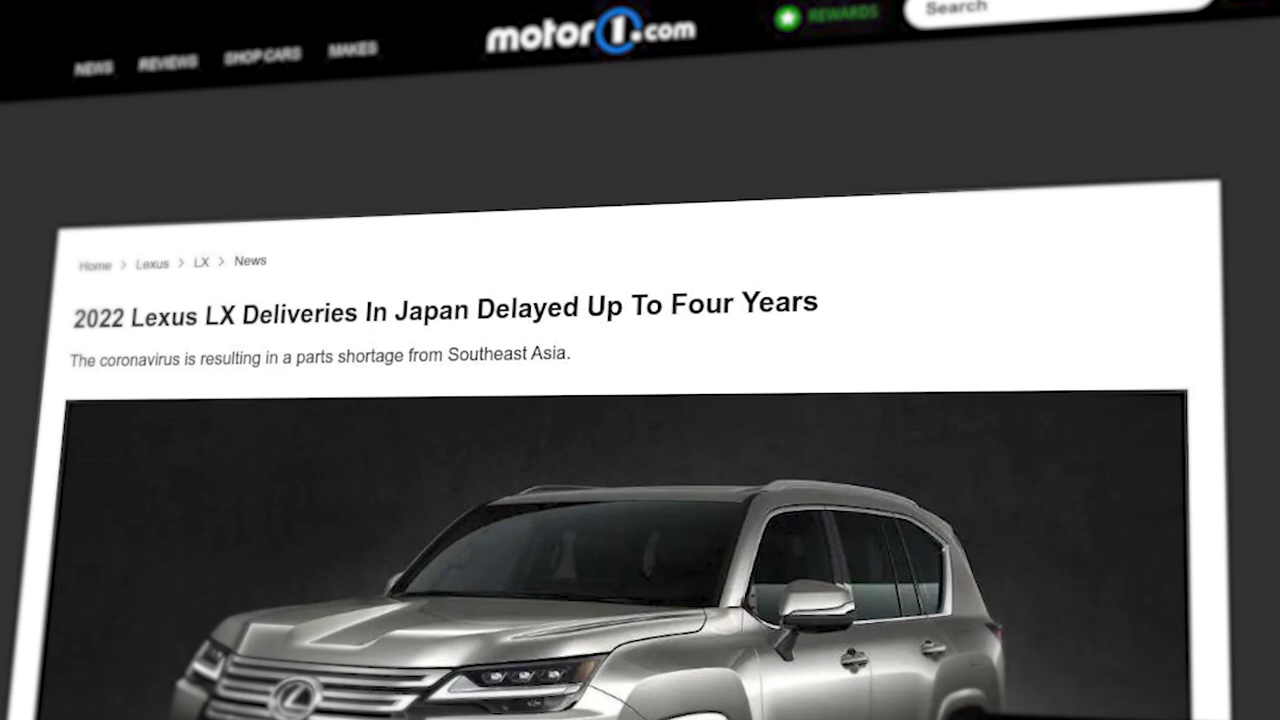 motor1.com
REWARDS
Search
NEWS REVIEWS SHOP CARS MAKES
Home > Lexus > LX > News
2022 Lexus LX Deliveries In Japan Delayed Up To Four Years
The coronavirus is resulting in a parts shortage from Southeast Asia.